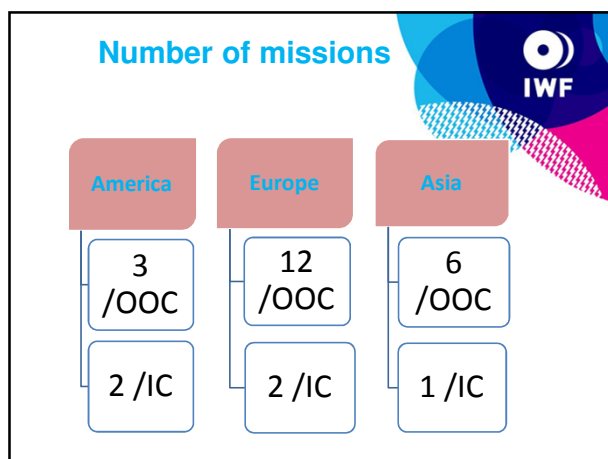 Number of missions
IWF
America
3
/OOC
2 /IC
Europe
12
/OOC
2 /IC
Asia
6
/OOC
1 /IC